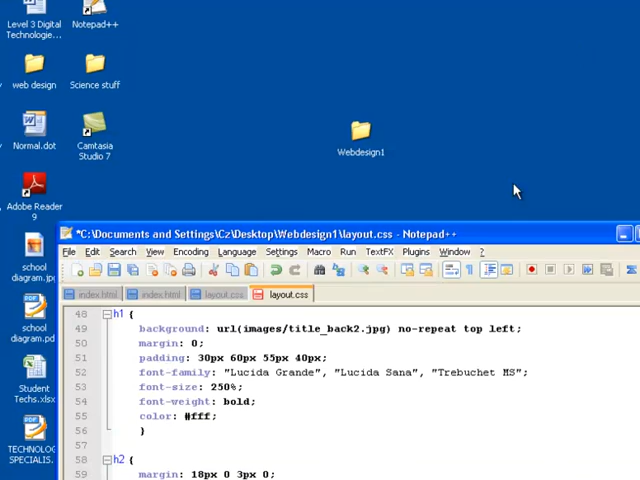 Level 3 Digital
Technologie...
Notepad++
web design
Science stuff
Normal.dot
Camtasia
Studio 7
Webdesign1
Adobe Reader
9
school
diagram.jpg
school
diagram.pd
Student
Techs.xlsx
TECHNOLOG
SPECIALIS.
*C:\Documents and Settings\Cz\Desktop\Webdesign1\layout.css - Notepad++
File Edit Search View Encoding Language Settings Macro Run TextFX Plugins Window ?
index.html index.html layout.css layout.css
48 h1 {
49 background: url(images/title_back2.jpg) no-repeat top left;
50 margin: 0;
51 padding: 30px 60px 55px 40px;
52 font-family: "Lucida Grande", "Lucida Sana", "Trebuchet MS";
53 font-size: 250%;
54 font-weight: bold;
55 color: #fff;
56 }
57
58 h2 {
59 margin: 18px 0 3px 0;